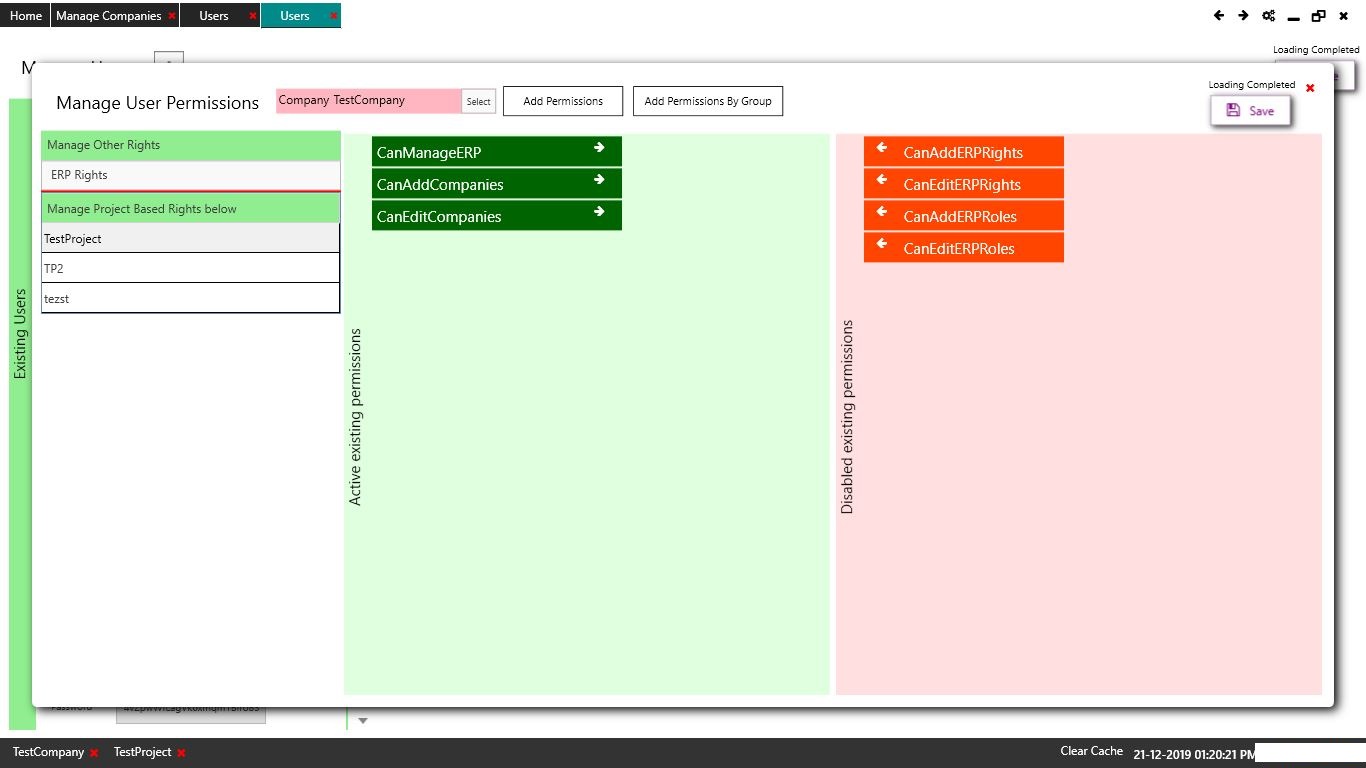 Home
Manage Companies
Users
Users
Loading Completed
Manage User Permissions
Company TestCompany
Select
Add Permissions
Add Permissions By Group
Loading Completed
Save
Manage Other Rights
ERP Rights
Manage Project Based Rights below
TestProject
TP2
tezst
Existing Users
Active existing permissions
CanManageERP
CanAddCompanies
CanEditCompanies
Disabled existing permissions
CanAddERPRights
CanEditERPRights
CanAddERPRoles
CanEditERPRoles
Password
TestCompany
TestProject
Clear Cache
21-12-2019 01:20:21 PM